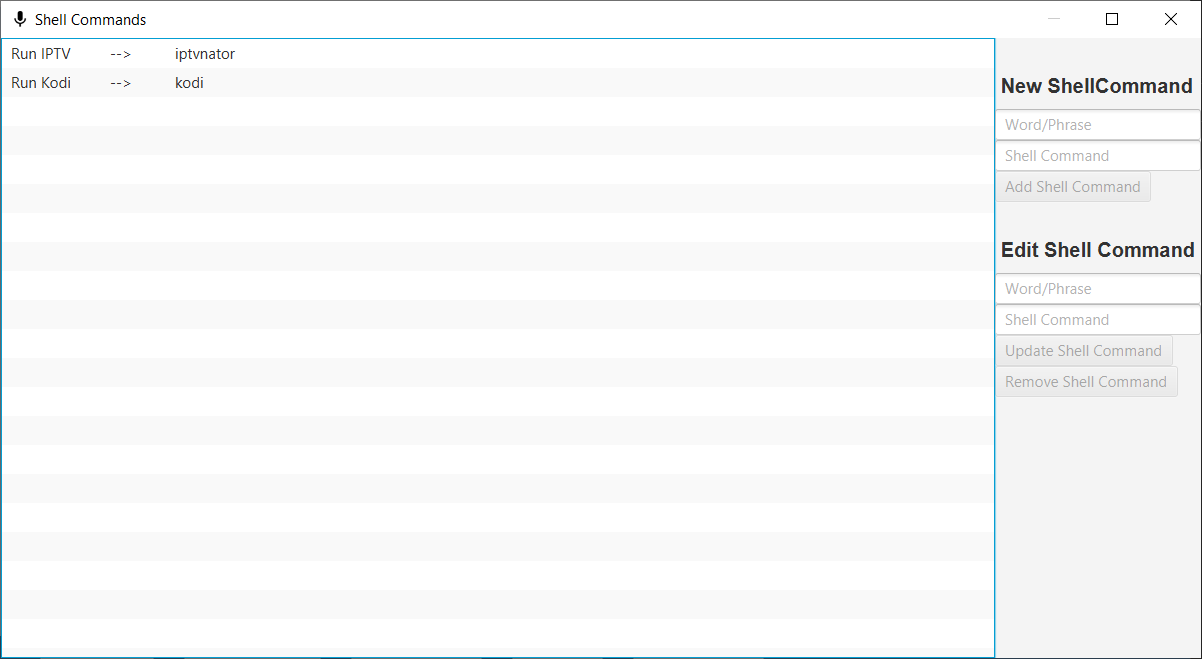 Shell Commands
Run IPTV --> iptvnator
Run Kodi --> kodi
New ShellCommand
Word/Phrase
Shell Command
Add Shell Command
Edit Shell Command
Word/Phrase
Shell Command
Update Shell Command
Remove Shell Command